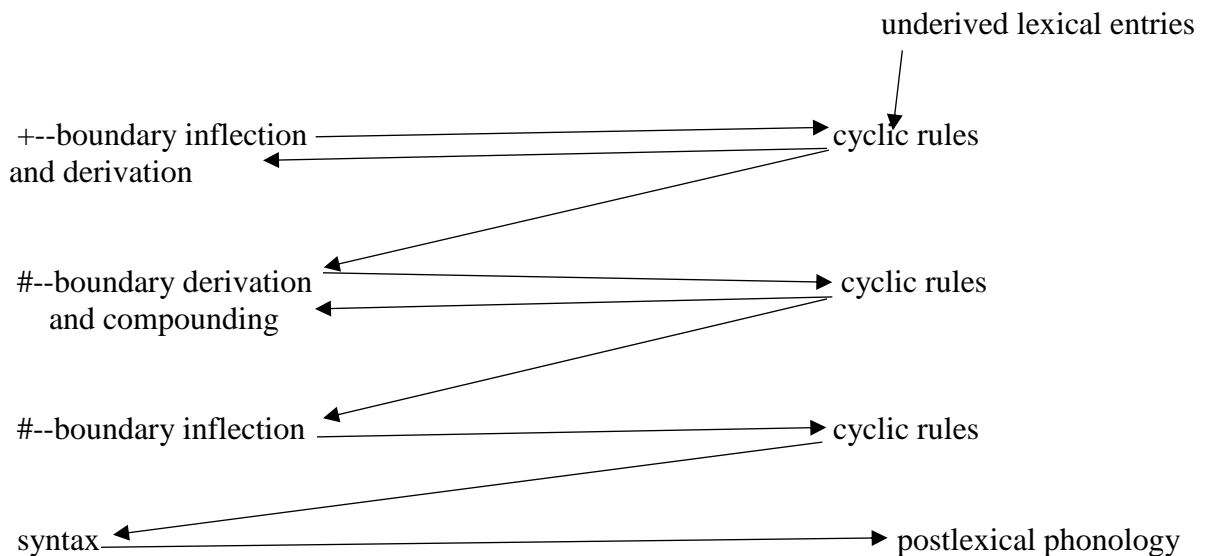 underived lexical entries
+--boundary inflection cyclic rules
and derivation
#--boundary derivation cyclic rules
and compounding
#--boundary inflection cyclic rules
syntax postlexical phonology